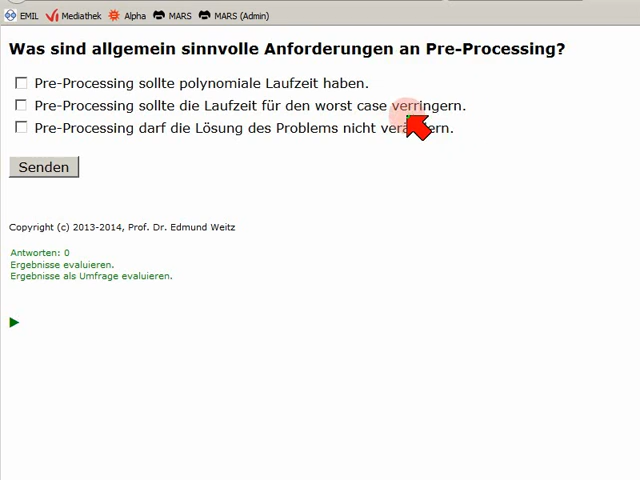 EMIL Mediathek Alpha MARS MARS (Admin)
Was sind allgemein sinnvolle Anforderungen an Pre-Processing?
Pre-Processing sollte polynomiale Laufzeit haben.
Pre-Processing sollte die Laufzeit für den worst case verringern.
Pre-Processing darf die Lösung des Problems nicht verändern.
Senden
Copyright (c) 2013-2014, Prof. Dr. Edmund Weitz
Antworten: 0
Ergebnisse evaluieren.
Ergebnisse als Umfrage evaluieren.